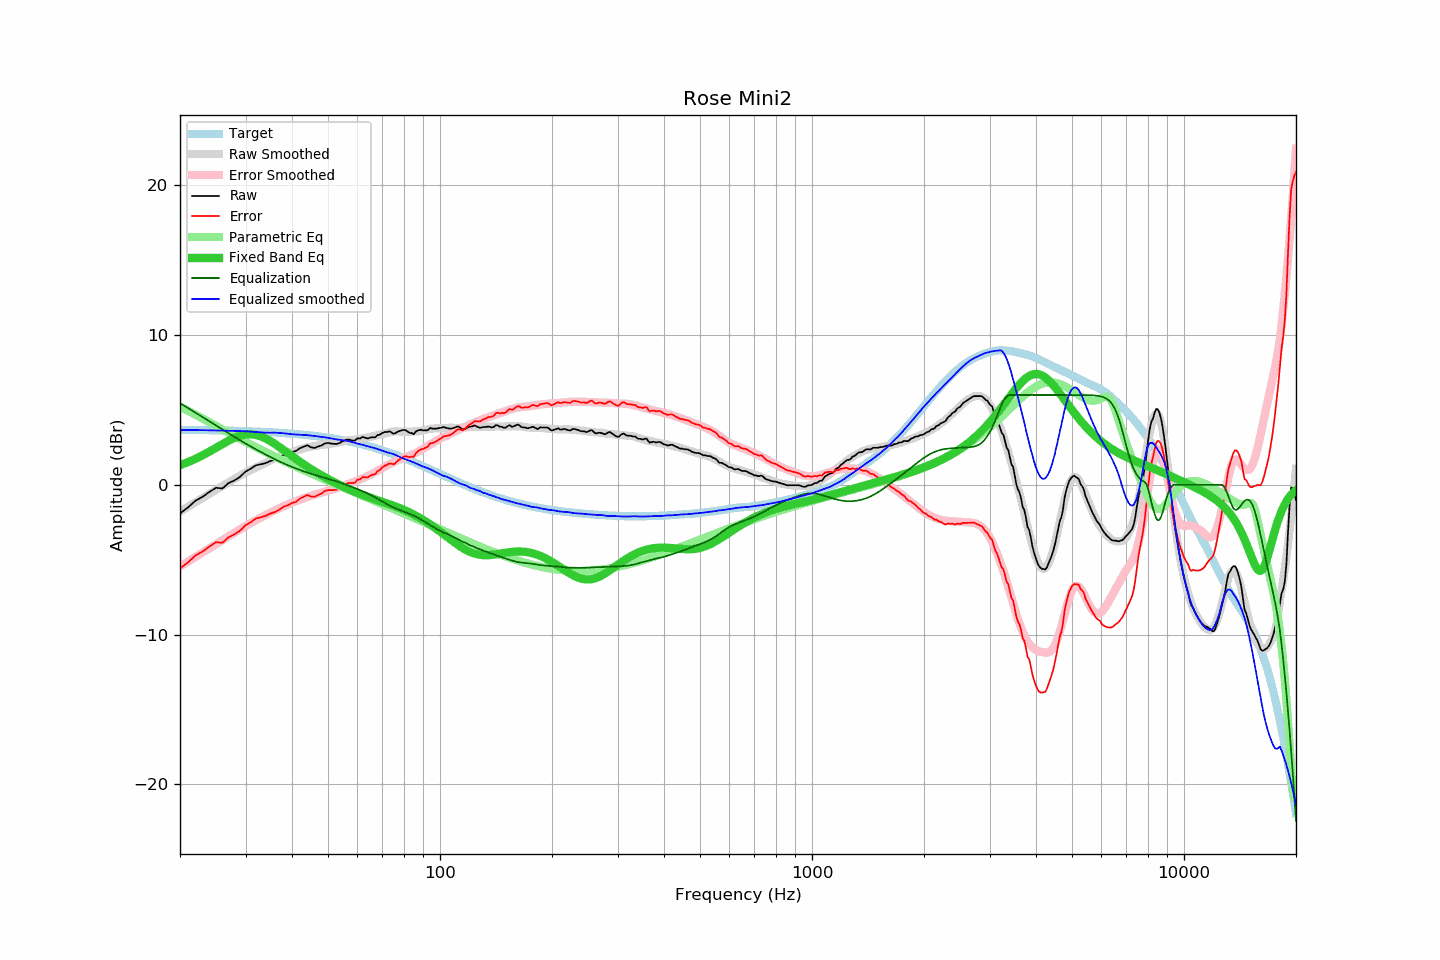 Rose Mini2
Target
Raw Smoothed
Error Smoothed
Raw
Error
Parametric Eq
Fixed Band Eq
Equalization
Equalized smoothed
20
10
0
−10
−20
Amplitude (dBr)
100
1000
10000
Frequency (Hz)